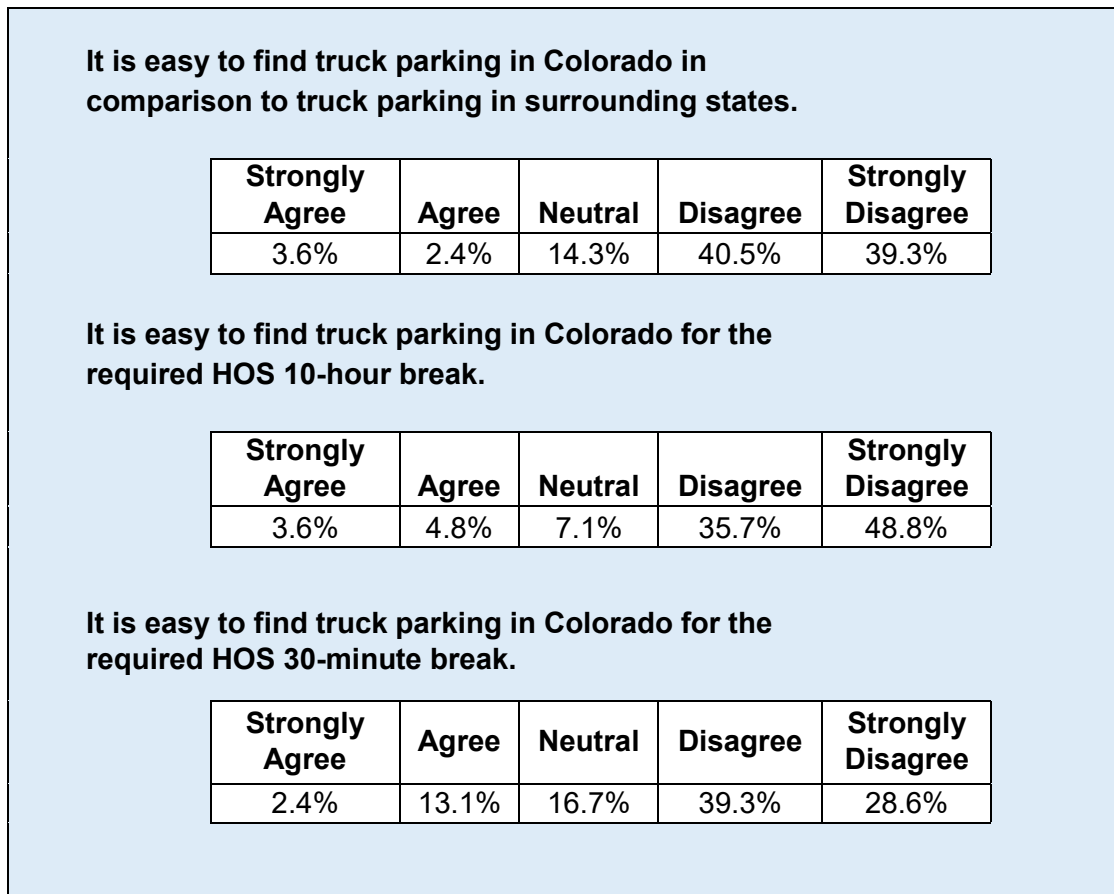 It is easy to find truck parking in Colorado in
comparison to truck parking in surrounding states.
Strongly Agree Agree Neutral Disagree Strongly Disagree
3.6% 2.4% 14.3% 40.5% 39.3%
It is easy to find truck parking in Colorado for the
required HOS 10-hour break.
Strongly Agree Agree Neutral Disagree Strongly Disagree
3.6% 4.8% 7.1% 35.7% 48.8%
It is easy to find truck parking in Colorado for the
required HOS 30-minute break.
Strongly Agree Agree Neutral Disagree Strongly Disagree
2.4% 13.1% 16.7% 39.3% 28.6%